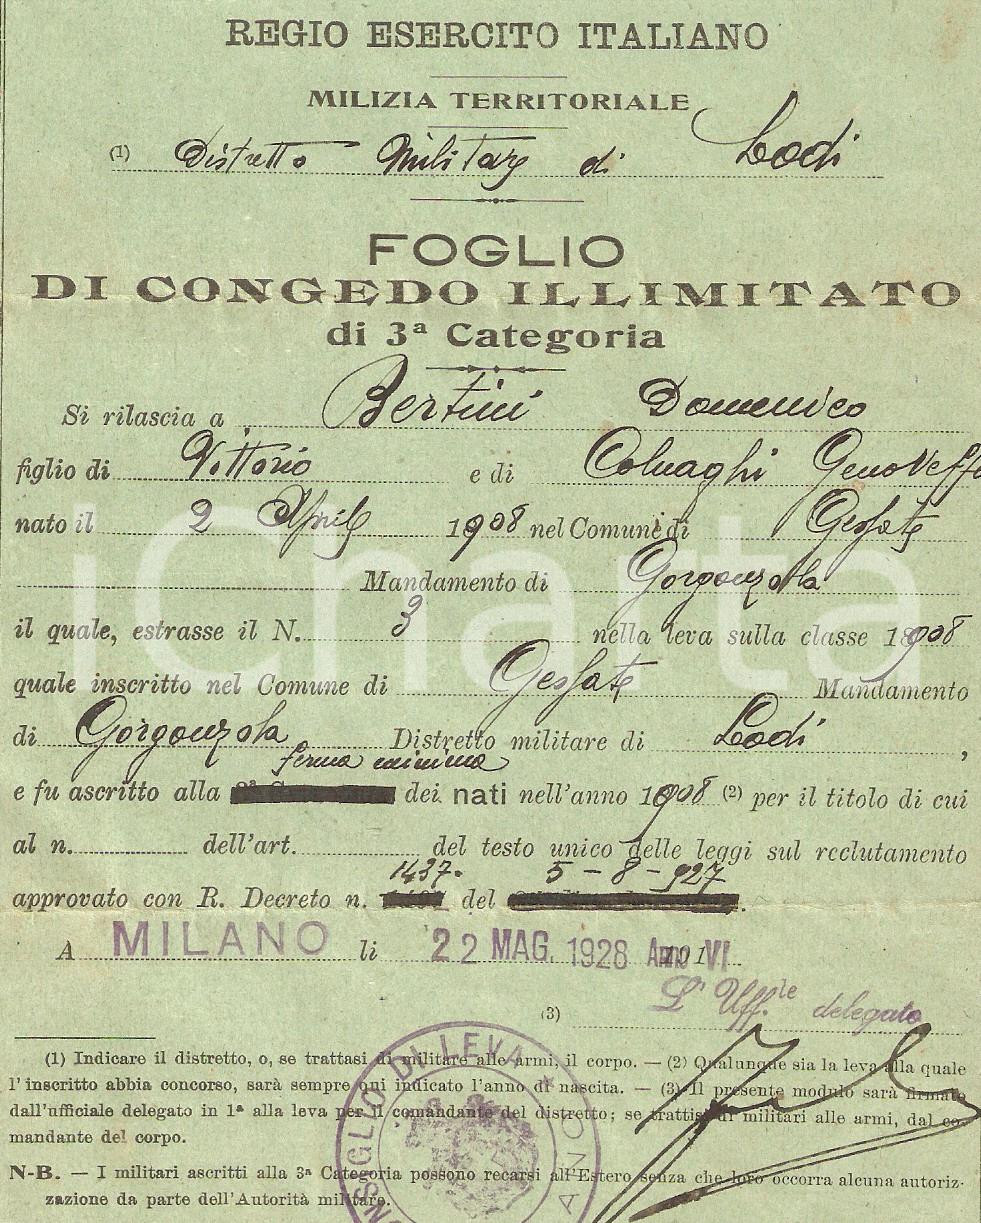 REGIO ESERCITO ITALIANO
MILIZIA TERRITORIALE
(1) Distretto Militare di Lodi
FOGLIO
DI CONGEDO ILLIMITATO
di 3ª Categoria
Si rilascia a Bertini Domenico
figlio di Vittorio e di Colnaghi Genoveffa
nato il 2 Aprile 1908 nel Comune di Gessate
Mandamento di Gorgonzola
il quale, estrasse il N. 3 nella leva sulla classe 1908
quale inscritto nel Comune di Gessate Mandamento
di Gorgonzola Distretto militare di Lodi,
ferma minima
e fu ascritto alla dei nati nell'anno 1908 (2) per il titolo di cui
al n. dell'art. del testo unico delle leggi sul reclutamento
1437. 5-8-927
approvato con R. Decreto n. del .
A MILANO li 22 MAG. 1928 Anno VI
L'Uff.le delegato
(3)
(1) Indicare il distretto, o, se trattasi di militare alle armi, il corpo. — (2) Qualunque sia la leva alla quale
l'inscritto abbia concorso, sarà sempre qui indicato l'anno di nascita. — (3) Il presente modulo sarà firmato
dall'ufficiale delegato in 1ª alla leva per il comandante del distretto; se trattisi di militari alle armi, dal co-
mandante del corpo.
N-B. — I militari ascritti alla 3ª Categoria possono recarsi all'Estero senza che loro occorra alcuna autoriz-
zazione da parte dell'Autorità militare.
DI LEVA
iCharta